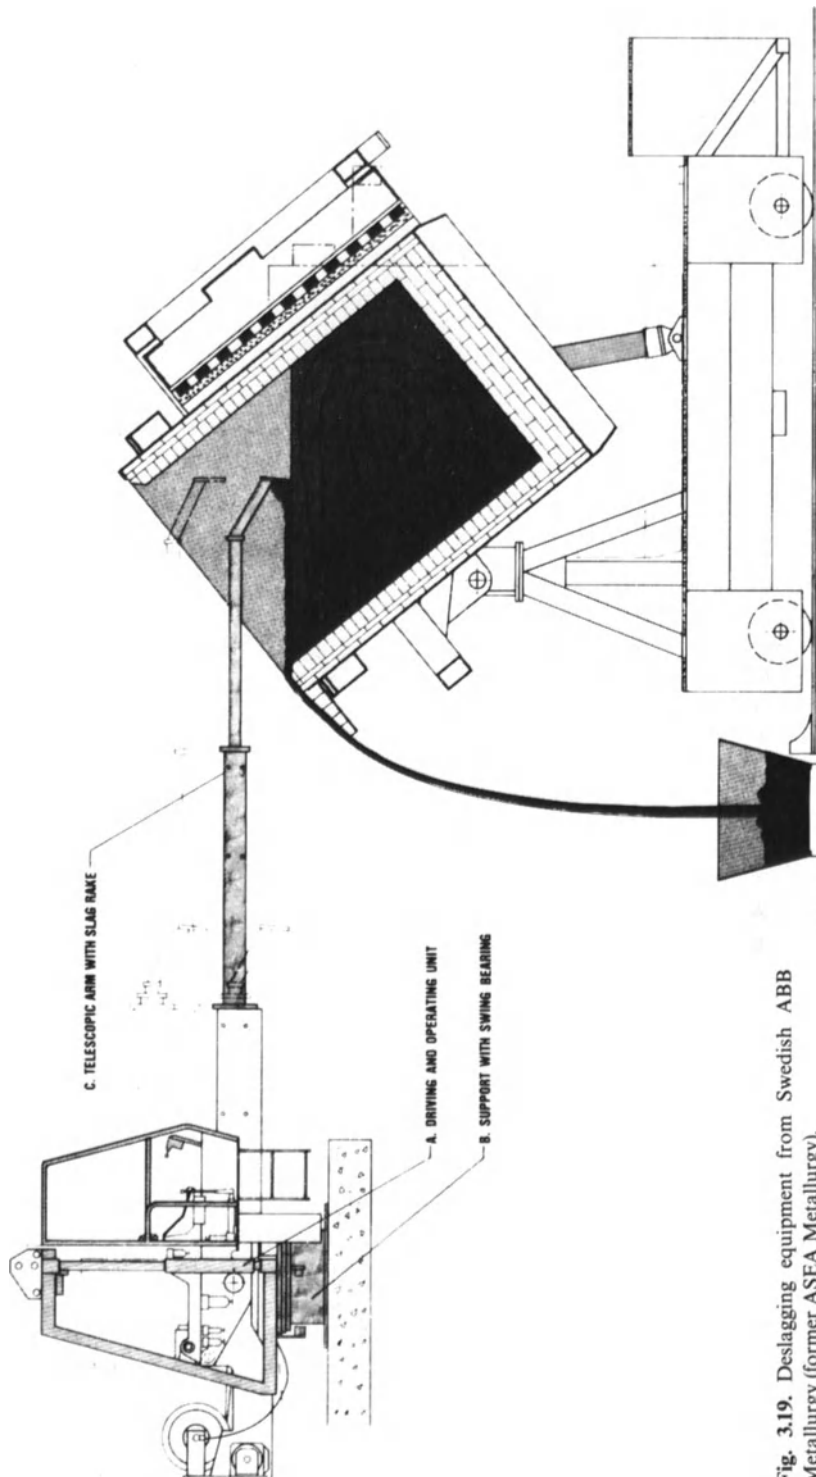 C. TELESCOPIC ARM WITH SLAG RAKE
A. DRIVING AND OPERATING UNIT
B. SUPPORT WITH SWING BEARING
Fig. 3.19. Deslagging equipment from Swedish ABB
Metallurgy (former ASEA Metallurgy).